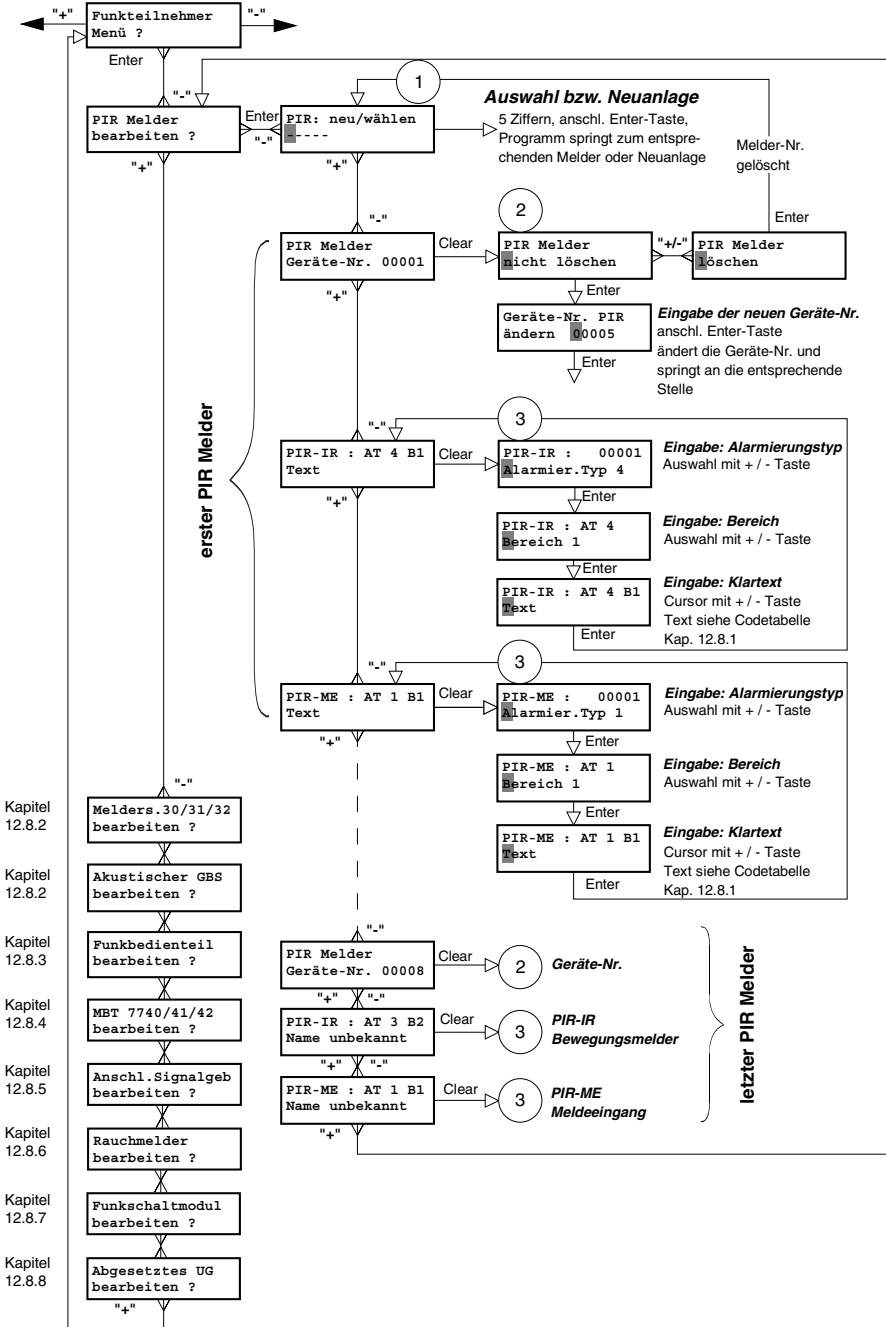 "+"
Funkteilnehmer
Menü ?
"-"
Enter
"-"
PIR Melder
bearbeiten ?
"+"
Enter
"-"
PIR: neu/wählen
-----
"+"
1
Auswahl bzw. Neuanlage
5 Ziffern, anschl. Enter-Taste,
Programm springt zum entspre-
chenden Melder oder Neuanlage
Melder-Nr.
gelöscht
Enter
erster PIR Melder
"-"
PIR Melder
Geräte-Nr. 00001
"+"
Clear
2
PIR Melder
nicht löschen
"+/-"
PIR Melder
löschen
Enter
Geräte-Nr. PIR
ändern 00005
Enter
Eingabe der neuen Geräte-Nr.
anschl. Enter-Taste
ändert die Geräte-Nr. und
springt an die entsprechende
Stelle
"-"
PIR-IR : AT 4 B1
Text
"+"
Clear
3
PIR-IR : 00001
Alarmier.Typ 4
Eingabe: Alarmierungstyp
Auswahl mit + / - Taste
Enter
PIR-IR : AT 4
Bereich 1
Eingabe: Bereich
Auswahl mit + / - Taste
Enter
PIR-IR : AT 4 B1
Text
Eingabe: Klartext
Cursor mit + / - Taste
Text siehe Codetabelle
Kap. 12.8.1
Enter
"-"
PIR-ME : AT 1 B1
Text
"+"
Clear
3
PIR-ME : 00001
Alarmier.Typ 1
Eingabe: Alarmierungstyp
Auswahl mit + / - Taste
Enter
PIR-ME : AT 1
Bereich 1
Eingabe: Bereich
Auswahl mit + / - Taste
Enter
PIR-ME : AT 1 B1
Text
Eingabe: Klartext
Cursor mit + / - Taste
Text siehe Codetabelle
Kap. 12.8.1
Enter
"-"
Kapitel
12.8.2
Melders.30/31/32
bearbeiten ?
Kapitel
12.8.2
Akustischer GBS
bearbeiten ?
Kapitel
12.8.3
Funkbedienteil
bearbeiten ?
Kapitel
12.8.4
MBT 7740/41/42
bearbeiten ?
Kapitel
12.8.5
Anschl.Signalgeb
bearbeiten ?
Kapitel
12.8.6
Rauchmelder
bearbeiten ?
Kapitel
12.8.7
Funkschaltmodul
bearbeiten ?
Kapitel
12.8.8
Abgesetztes UG
bearbeiten ?
"+"
"-"
PIR Melder
Geräte-Nr. 00008
Clear
2
Geräte-Nr.
"+"
"-"
PIR-IR : AT 3 B2
Name unbekannt
Clear
3
PIR-IR
Bewegungsmelder
"+"
"-"
PIR-ME : AT 1 B1
Name unbekannt
Clear
3
PIR-ME
Meldeeingang
"+"
letzter PIR Melder